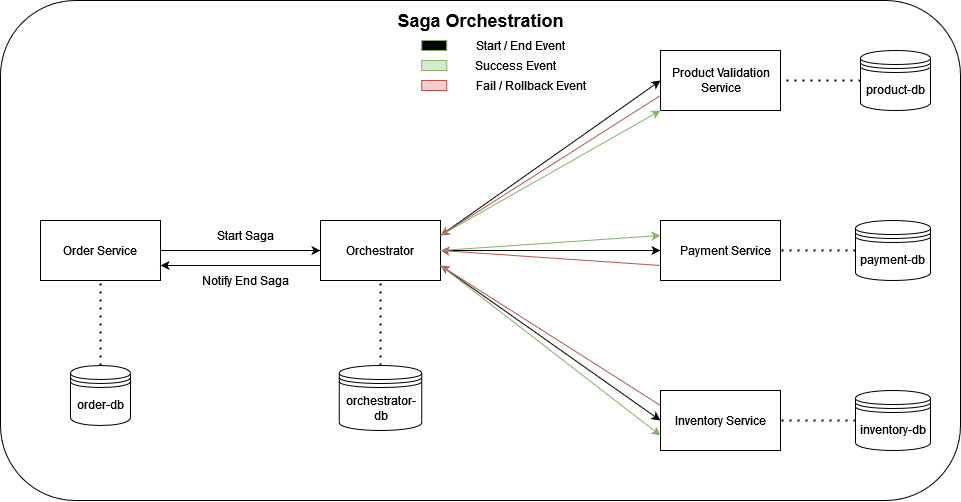 Saga Orchestration
Start / End Event
Success Event
Fail / Rollback Event
Product Validation
Service
product-db
Order Service
Start Saga
Notify End Saga
Orchestrator
Payment Service
payment-db
order-db
orchestrator-
db
Inventory Service
inventory-db